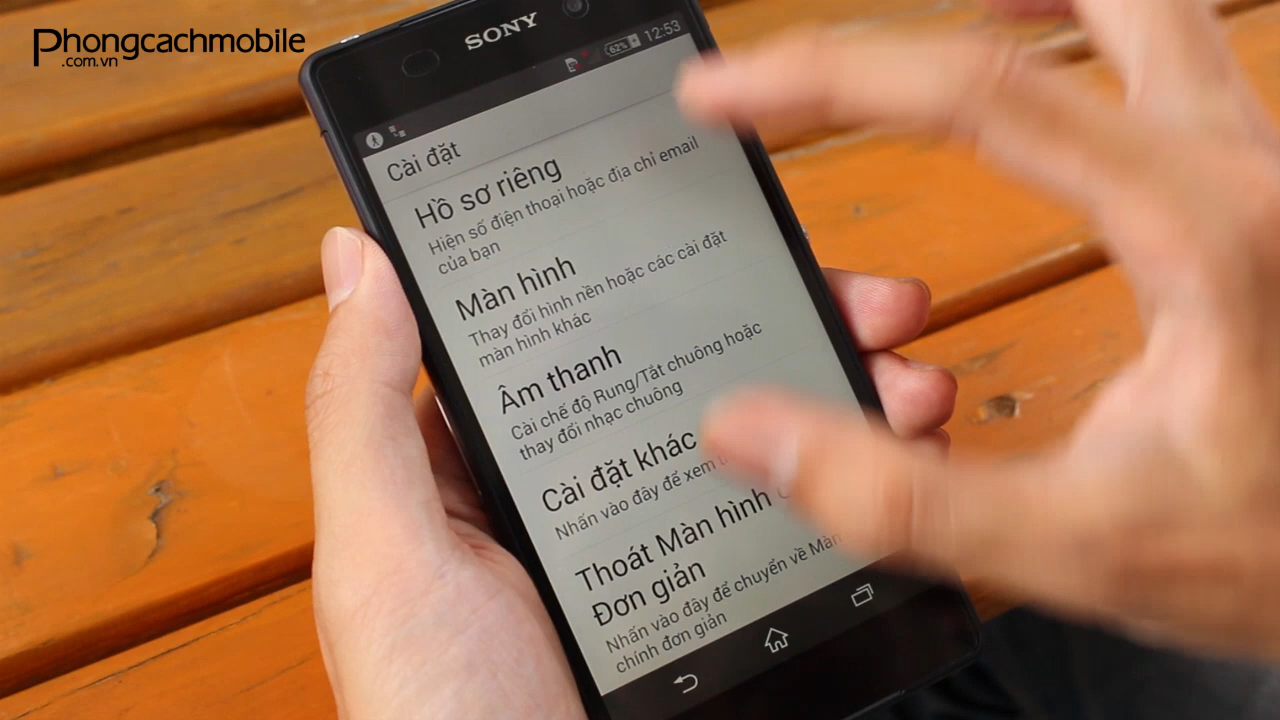 Phongcachmobile
.com.vn
SONY
62% 12:53
Cài đặt
Hồ sơ riêng
Hiện số điện thoại hoặc địa chỉ email
của bạn
Màn hình
Thay đổi hình nền hoặc các cài đặt
màn hình khác
Âm thanh
Cài chế độ Rung/Tắt chuông hoặc
thay đổi nhạc chuông
Cài đặt khác
Nhấn vào đây để xem
Thoát Màn hình
Đơn giản
Nhấn vào đây để chuyển về Màn
chính đơn giản